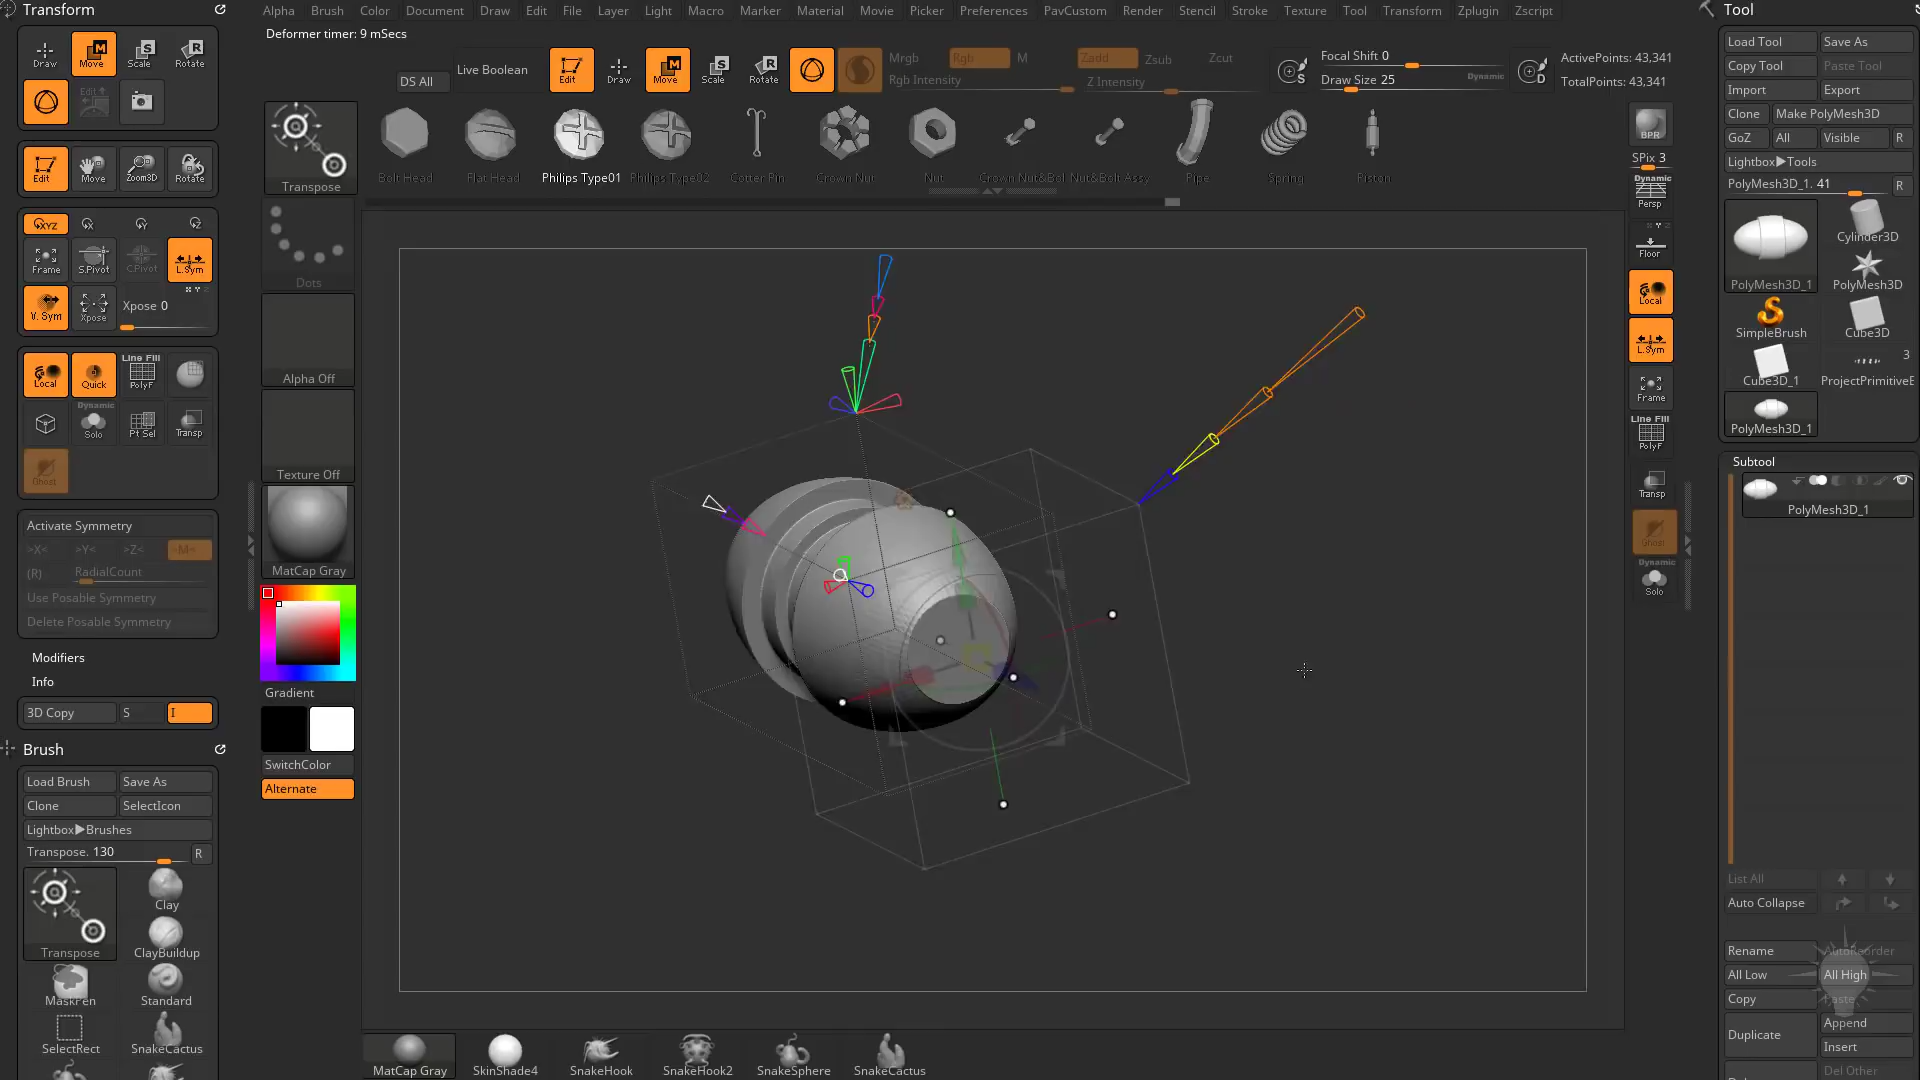 Transform
Alpha Brush Color Document Draw Edit File Layer Light Macro Marker Material Movie Picker Preferences PavCustom Render Stencil Stroke Texture Tool Transform Zplugin Zscript
Tool
Deformer timer: 9 mSecs
Draw Move Scale Rotate
Edit
DS All
Live Boolean
Edit Draw Move Scale Rotate
Mrgb Rgb M
Rgb Intensity
Zadd Zsub Zcut
Z Intensity
Focal Shift 0
Draw Size 25
Dynamic
S
D
ActivePoints: 43,341
TotalPoints: 43,341
Load Tool Save As
Copy Tool Paste Tool
Import Export
Clone Make PolyMesh3D
GoZ All Visible R
Lightbox▶Tools
PolyMesh3D_1. 41 R
PolyMesh3D_1
Cylinder3D
PolyMesh3D
SimpleBrush
Cube3D
Cube3D_1
3
ProjectPrimitiveE
PolyMesh3D_1
Transpose
Bolt Head
Flat Head
Philips Type01
Philips Type02
Cotter Pin
Crown Nut
Nut
Crown Nut&Bol
Nut&Bolt Assy
Pipe
Spring
Piston
BPR
SPix 3
Dynamic
Persp
Floor
Local
L.Sym
Frame
Line Fill
PolyF
Transp
Ghost
Dynamic
Solo
Edit Move Zoom3D Rotate
XYZ X Y Z
Frame S.Pivot C.Pivot L.Sym
V. Sym Xpose Xpose 0
Local Quick
Line Fill
PolyF
Dynamic
Solo Pt Sel Transp
Ghost
Activate Symmetry
>X< >Y< >Z< >M<
(R) RadialCount
Use Posable Symmetry
Delete Posable Symmetry
Modifiers
Info
3D Copy S I
Dots
Alpha Off
Texture Off
MatCap Gray
Gradient
SwitchColor
Alternate
Brush
Load Brush Save As
Clone SelectIcon
Lightbox▶Brushes
Transpose. 130 R
Transpose
Clay
ClayBuildup
MaskPen
Standard
SelectRect
SnakeCactus
MatCap Gray
SkinShade4
SnakeHook
SnakeHook2
SnakeSphere
SnakeCactus
Subtool
PolyMesh3D_1
List All
Auto Collapse
Rename AutoReorder
All Low All High
Copy Paste
Duplicate
Append
Insert
Del Other